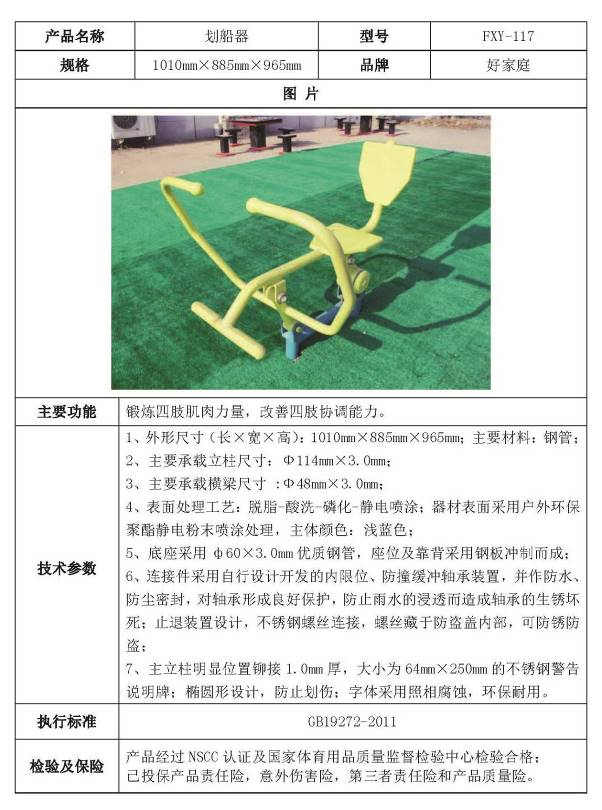 产品名称 划船器 型号 FXY-117
规格 1010mm×885mm×965mm 品牌 好家庭
图 片
主要功能 锻炼四肢肌肉力量，改善四肢协调能力。
技术参数
1、外形尺寸（长×宽×高）：1010mm×885mm×965mm；主要材料：钢管；
2、主要承载立柱尺寸：Φ114mm×3.0mm；
3、主要承载横梁尺寸 :Φ48mm×3.0mm；
4、表面处理工艺：脱脂-酸洗-磷化-静电喷涂；器材表面采用户外环保
聚酯静电粉末喷涂处理，主体颜色：浅蓝色；
5、底座采用 φ60×3.0mm 优质钢管，座位及靠背采用钢板冲制而成；
6、连接件采用自行设计开发的内限位、防撞缓冲轴承装置，并作防水、
防尘密封，对轴承形成良好保护，防止雨水的浸透而造成轴承的生锈坏
死；止退装置设计，不锈钢螺丝连接，螺丝藏于防盗盖内部，可防锈防
盗；
7、主立柱明显位置铆接 1.0mm 厚，大小为 64mm×250mm 的不锈钢警告
说明牌；椭圆形设计，防止划伤；字体采用照相腐蚀，环保耐用。
执行标准 GB19272-2011
检验及保险
产品经过 NSCC 认证及国家体育用品质量监督检验中心检验合格；
已投保产品责任险，意外伤害险，第三者责任险和产品质量险。